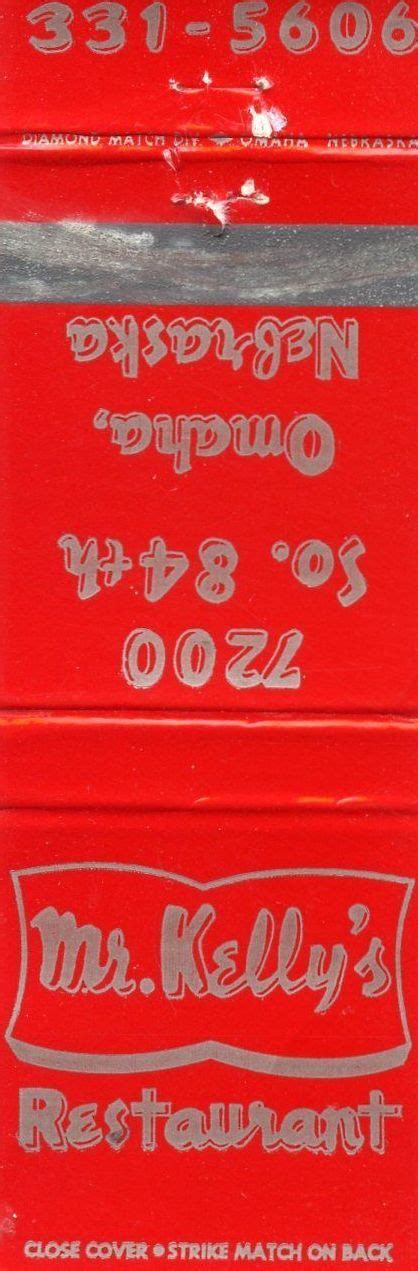 331-5606
DIAMOND MATCH DIV. OMAHA NEBRASKA
7200
So. 84th
Omaha,
Nebraska
Mr. Kelly's
Restaurant
CLOSE COVER • STRIKE MATCH ON BACK